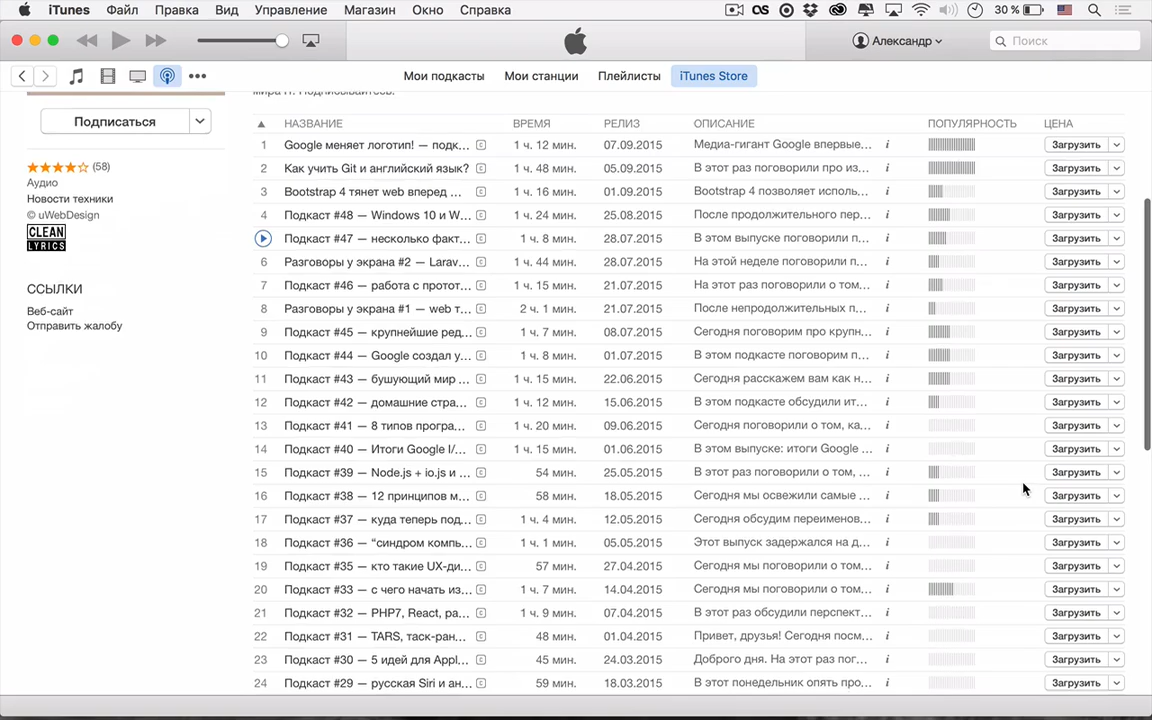 iTunes Файл Правка Вид Управление Магазин Окно Справка 30 %
Александр Поиск
Мои подкасты Мои станции Плейлисты iTunes Store
мира IT. Подписывайтесь.
Подписаться
(58)
Аудио
Новости техники
© uWebDesign
CLEAN
LYRICS
ССЫЛКИ
Веб-сайт
Отправить жалобу
НАЗВАНИЕ ВРЕМЯ РЕЛИЗ ОПИСАНИЕ ПОПУЛЯРНОСТЬ ЦЕНА
1 Google меняет логотип! — подк... 1 ч. 12 мин. 07.09.2015 Медиа-гигант Google впервые... i Загрузить
2 Как учить Git и английский язык? 1 ч. 48 мин. 05.09.2015 В этот раз поговорили про из... i Загрузить
3 Bootstrap 4 тянет web вперед ... 1 ч. 16 мин. 01.09.2015 Bootstrap 4 позволяет исполь... i Загрузить
4 Подкаст #48 — Windows 10 и W... 1 ч. 24 мин. 25.08.2015 После продолжительного пер... i Загрузить
Подкаст #47 — несколько факт... 1 ч. 8 мин. 28.07.2015 В этом выпуске поговорили п... i Загрузить
6 Разговоры у экрана #2 — Larav... 1 ч. 44 мин. 28.07.2015 На этой неделе поговорили п... i Загрузить
7 Подкаст #46 — работа с протот... 1 ч. 15 мин. 21.07.2015 На этот раз поговорили о том... i Загрузить
8 Разговоры у экрана #1 — web т... 2 ч. 1 мин. 21.07.2015 После непродолжительных п... i Загрузить
9 Подкаст #45 — крупнейшие ред... 1 ч. 7 мин. 08.07.2015 Сегодня поговорим про крупн... i Загрузить
10 Подкаст #44 — Google создал у... 1 ч. 8 мин. 01.07.2015 В этом подкасте поговорим п... i Загрузить
11 Подкаст #43 — бушующий мир ... 1 ч. 15 мин. 22.06.2015 Сегодня расскажем вам как н... i Загрузить
12 Подкаст #42 — домашние стра... 1 ч. 12 мин. 15.06.2015 В этом подкасте обсудили ит... i Загрузить
13 Подкаст #41 — 8 типов програ... 1 ч. 20 мин. 09.06.2015 Сегодня поговорили о том, ка... i Загрузить
14 Подкаст #40 — Итоги Google I/... 1 ч. 15 мин. 01.06.2015 В этом выпуске: итоги Google ... i Загрузить
15 Подкаст #39 — Node.js + io.js и ... 54 мин. 25.05.2015 В этот раз поговорили о том, ... i Загрузить
16 Подкаст #38 — 12 принципов м... 58 мин. 18.05.2015 Сегодня мы освежили самые ... i Загрузить
17 Подкаст #37 — куда теперь под... 1 ч. 4 мин. 12.05.2015 Сегодня обсудим переименов... i Загрузить
18 Подкаст #36 — “синдром компь... 1 ч. 1 мин. 05.05.2015 Этот выпуск задержался на д... i Загрузить
19 Подкаст #35 — кто такие UX-ди... 57 мин. 27.04.2015 Сегодня мы поговорили о том... i Загрузить
20 Подкаст #33 — с чего начать из... 1 ч. 7 мин. 14.04.2015 Сегодня мы поговорили о том... i Загрузить
21 Подкаст #32 — PHP7, React, ра... 1 ч. 9 мин. 07.04.2015 В этот раз обсудили перспект... i Загрузить
22 Подкаст #31 — TARS, таск-ран... 48 мин. 01.04.2015 Привет, друзья! Сегодня посм... i Загрузить
23 Подкаст #30 — 5 идей для Appl... 45 мин. 24.03.2015 Доброго дня. На этот раз пог... i Загрузить
24 Подкаст #29 — русская Siri и ан... 59 мин. 18.03.2015 В этот понедельник опять про... i Загрузить